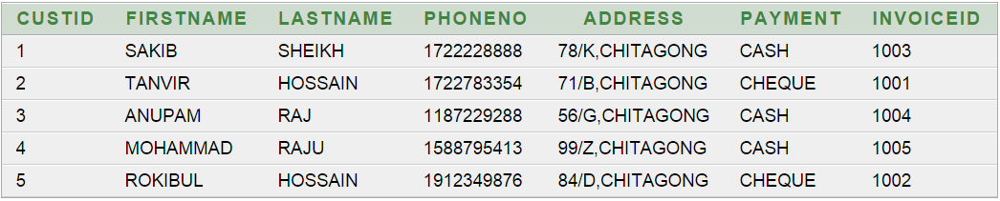 CUSTID FIRSTNAME LASTNAME PHONENO ADDRESS PAYMENT INVOICEID
1 SAKIB SHEIKH 1722228888 78/K,CHITAGONG CASH 1003
2 TANVIR HOSSAIN 1722783354 71/B,CHITAGONG CHEQUE 1001
3 ANUPAM RAJ 1187229288 56/G,CHITAGONG CASH 1004
4 MOHAMMAD RAJU 1588795413 99/Z,CHITAGONG CASH 1005
5 ROKIBUL HOSSAIN 1912349876 84/D,CHITAGONG CHEQUE 1002